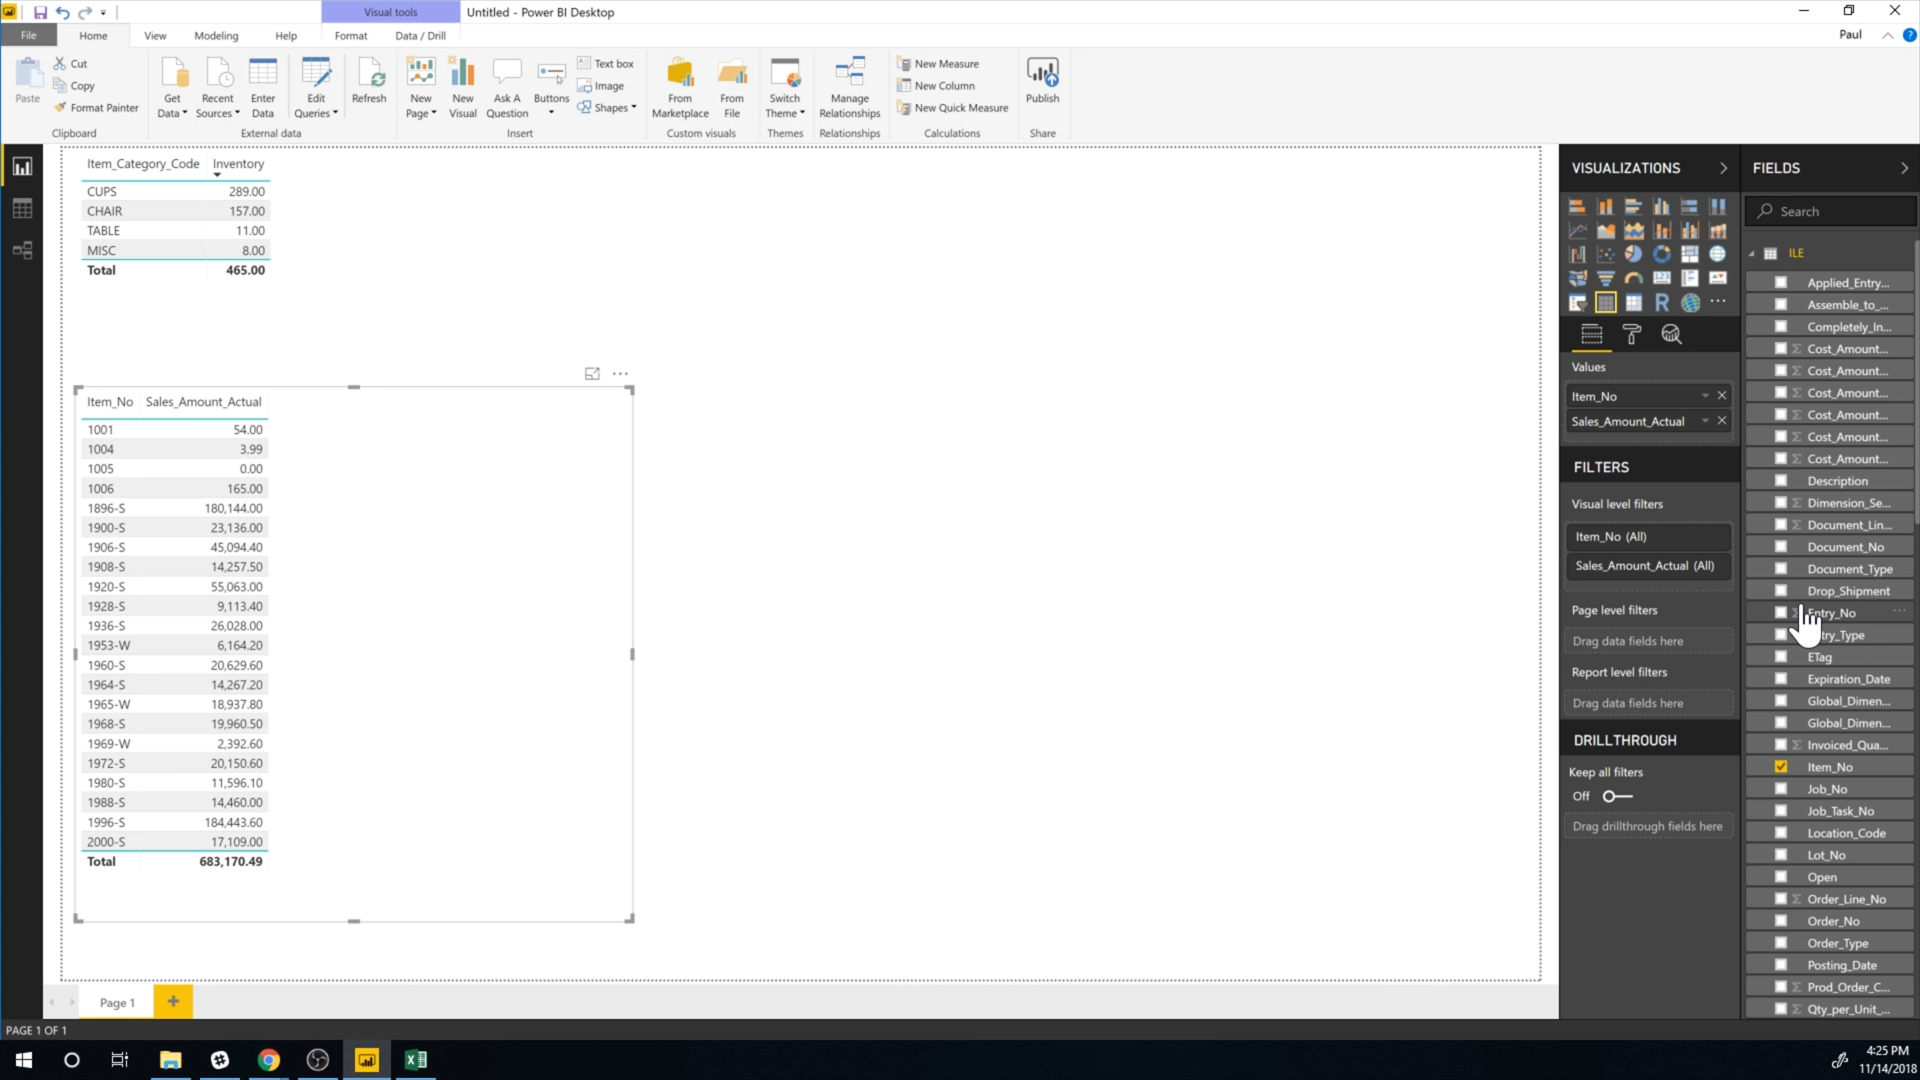 Visual tools
Untitled - Power BI Desktop
File
Home
View
Modeling
Help
Format
Data / Drill
Paul
Paste
Cut
Copy
Format Painter
Clipboard
Get Data
Recent Sources
Enter Data
Edit Queries
External data
Refresh
New Page
New Visual
Ask A Question
Buttons
Text box
Image
Shapes
Insert
From Marketplace
From File
Custom visuals
Switch Theme
Themes
Manage Relationships
Relationships
New Measure
New Column
New Quick Measure
Calculations
Publish
Share
Item_Category_Code Inventory
CUPS 289.00
CHAIR 157.00
TABLE 11.00
MISC 8.00
Total 465.00
Item_No Sales_Amount_Actual
1001 54.00
1004 3.99
1005 0.00
1006 165.00
1896-S 180,144.00
1900-S 23,136.00
1906-S 45,094.40
1908-S 14,257.50
1920-S 55,063.00
1928-S 9,113.40
1936-S 26,028.00
1953-W 6,164.20
1960-S 20,629.60
1964-S 14,267.20
1965-W 18,937.80
1968-S 19,960.50
1969-W 2,392.60
1972-S 20,150.60
1980-S 11,596.10
1988-S 14,460.00
1996-S 184,443.60
2000-S 17,109.00
Total 683,170.49
VISUALIZATIONS
Values
Item_No
Sales_Amount_Actual
FILTERS
Visual level filters
Item_No (All)
Sales_Amount_Actual (All)
Page level filters
Drag data fields here
Report level filters
Drag data fields here
DRILLTHROUGH
Keep all filters
Off
Drag drillthrough fields here
FIELDS
Search
ILE
Applied_Entry...
Assemble_to_...
Completely_In...
Cost_Amount...
Cost_Amount...
Cost_Amount...
Cost_Amount...
Cost_Amount...
Cost_Amount...
Description
Dimension_Se...
Document_Lin...
Document_No
Document_Type
Drop_Shipment
Entry_No
try_Type
ETag
Expiration_Date
Global_Dimen...
Global_Dimen...
Invoiced_Qua...
Item_No
Job_No
Job_Task_No
Location_Code
Lot_No
Open
Order_Line_No
Order_No
Order_Type
Posting_Date
Prod_Order_C...
Qty_per_Unit_...
Page 1
PAGE 1 OF 1
4:25 PM
11/14/2018